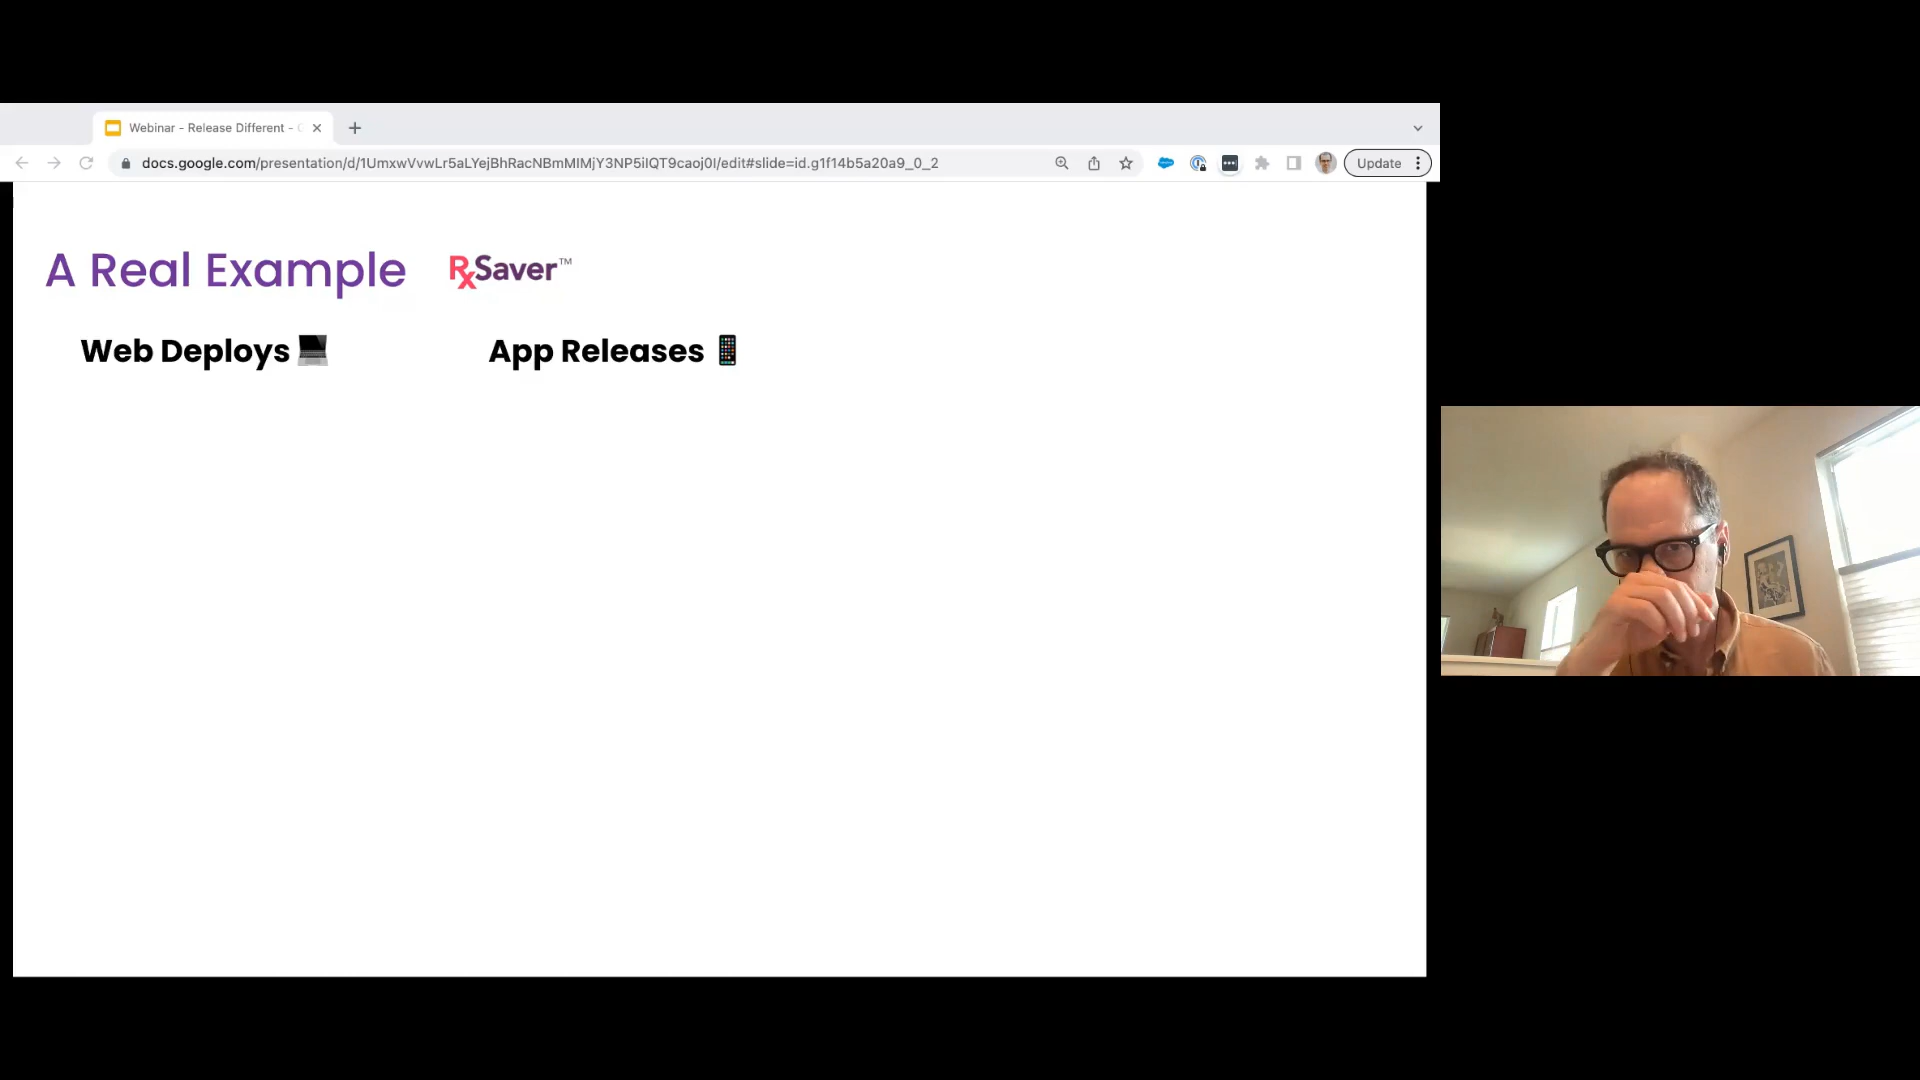 Webinar - Release Different -
docs.google.com/presentation/d/1UmxwVvwLr5aLYejBhRacNBmMIMjY3NP5iIQT9caoj0I/edit#slide=id.g1f14b5a20a9_0_2
Update
A Real Example
RxSaver™
Web Deploys
App Releases